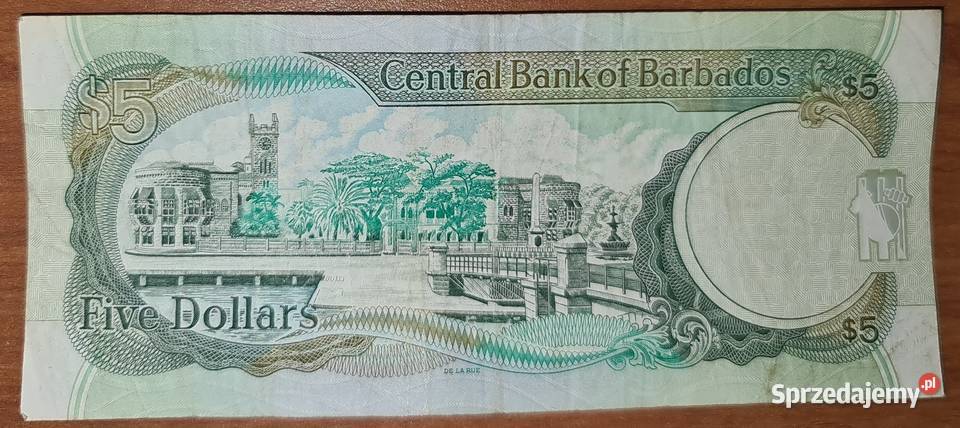 Central Bank of Barbados
$5
$5
Five Dollars
$5
DE LA RUE
Sprzedajemy.pl